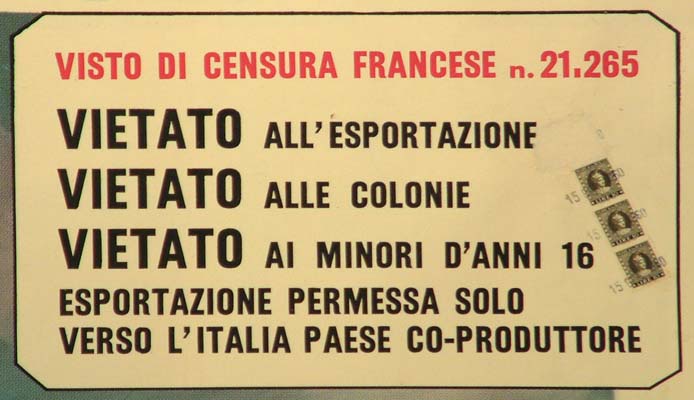 VISTO DI CENSURA FRANCESE n. 21.265
VIETATO ALL'ESPORTAZIONE
VIETATO ALLE COLONIE
VIETATO AI MINORI D'ANNI 16
ESPORTAZIONE PERMESSA SOLO
VERSO L'ITALIA PAESE CO-PRODUTTORE